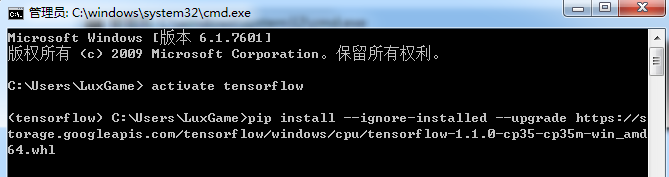 管理员: C:\windows\system32\cmd.exe
Microsoft Windows [版本 6.1.7601]
版权所有 (c) 2009 Microsoft Corporation。保留所有权利。
C:\Users\LuxGame> activate tensorflow
(tensorflow) C:\Users\LuxGame>pip install --ignore-installed --upgrade https://s
torage.googleapis.com/tensorflow/windows/cpu/tensorflow-1.1.0-cp35-cp35m-win_amd
64.whl